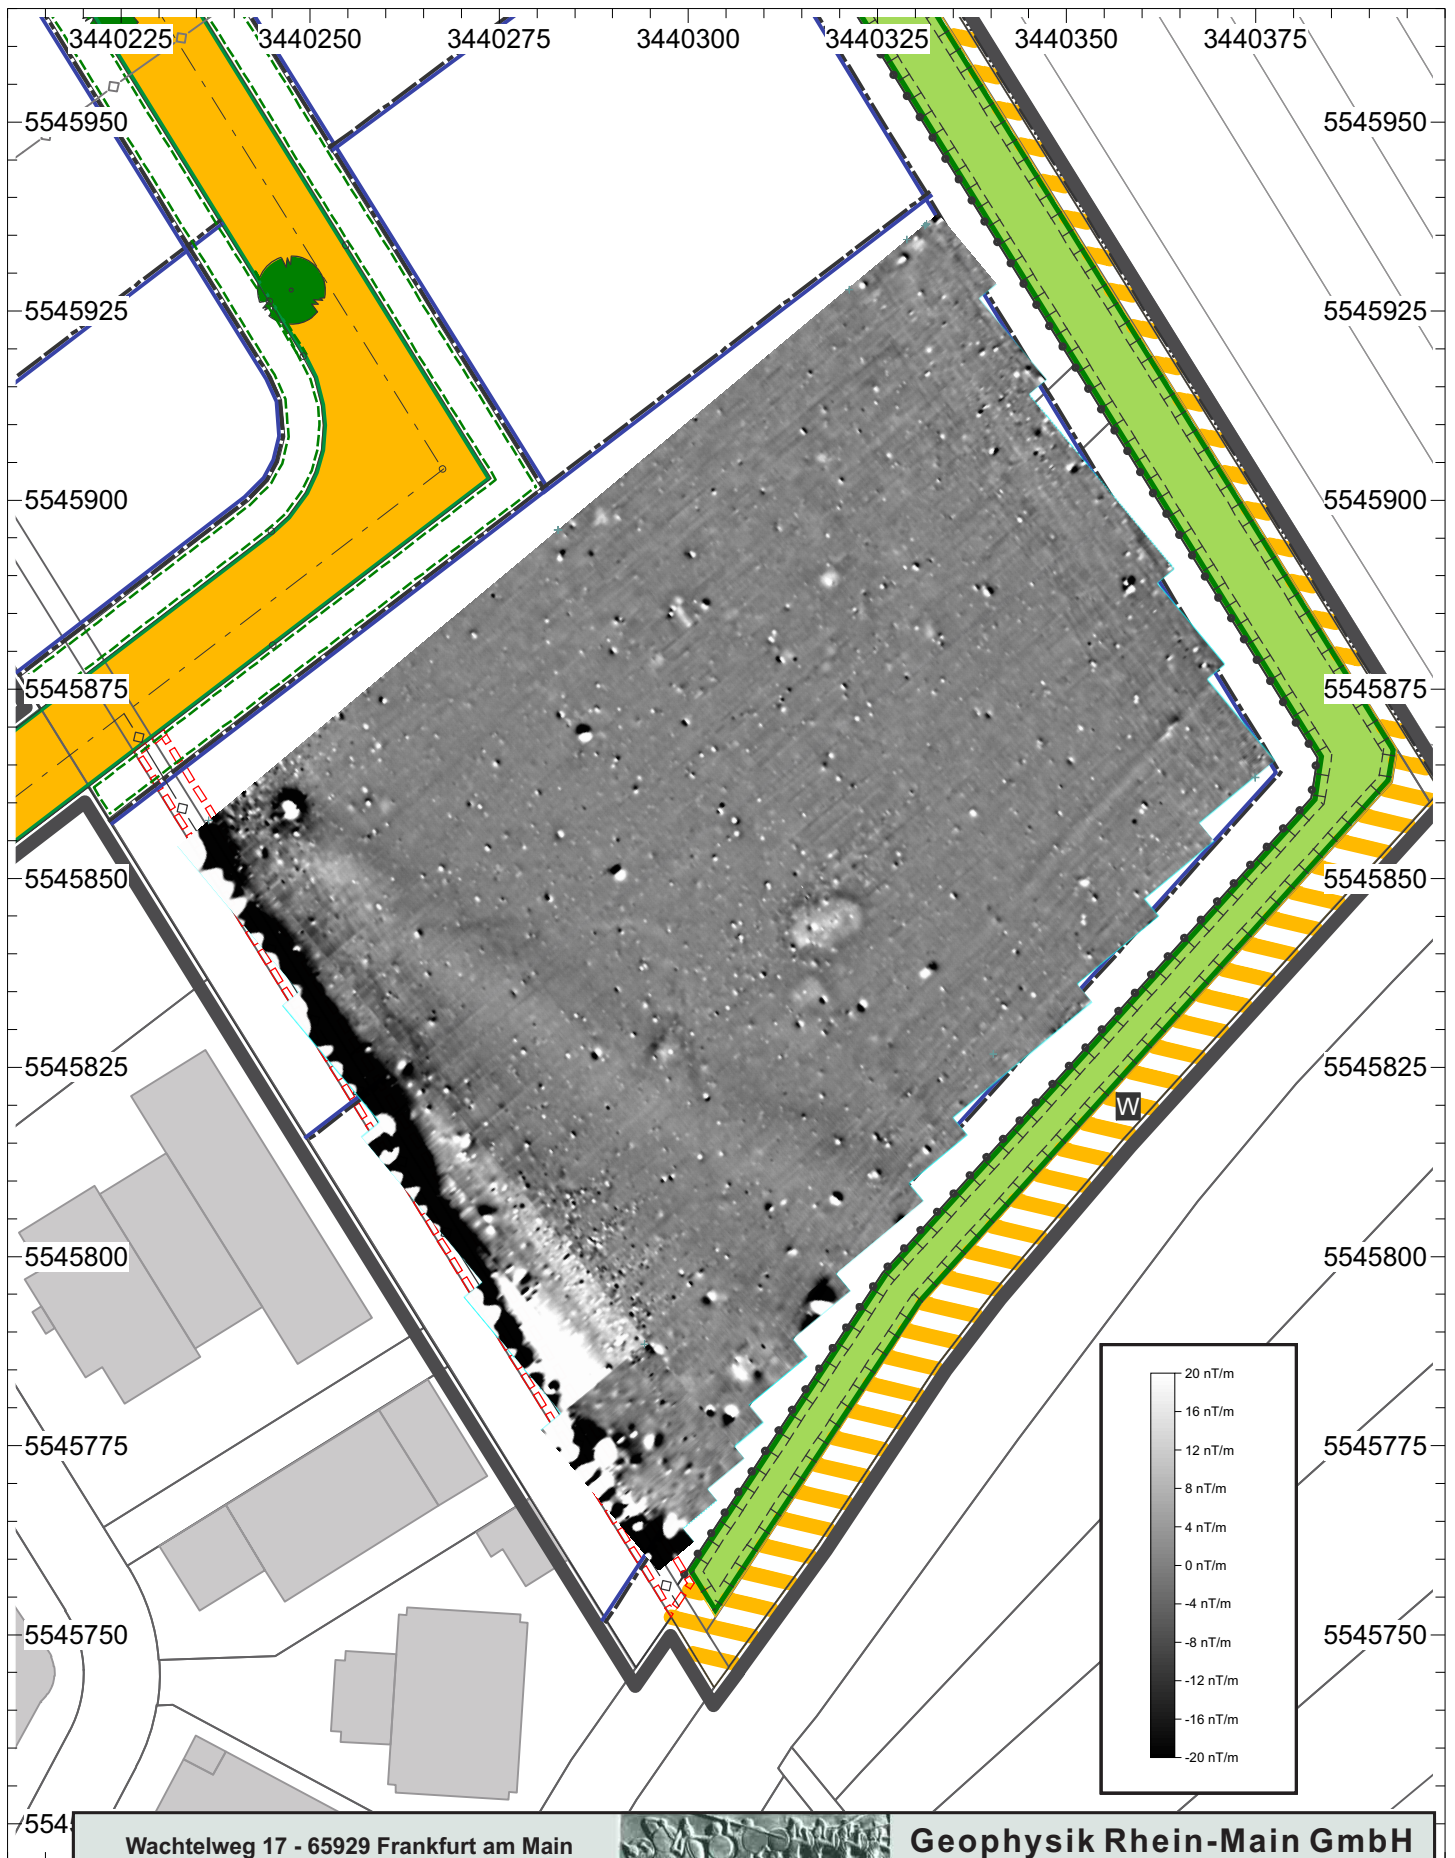 3440225 3440250 3440275 3440300 3440325 3440350 3440375
5545950 5545950
5545925 5545925
5545900 5545900
5545875 5545875
5545850 5545850
5545825 5545825
W
5545800 5545800
20 nT/m
16 nT/m
12 nT/m
8 nT/m
4 nT/m
0 nT/m
-4 nT/m
-8 nT/m
-12 nT/m
-16 nT/m
-20 nT/m
5545775 5545775
5545750 5545750
Wachtelweg 17 - 65929 Frankfurt am Main
Geophysik Rhein-Main GmbH